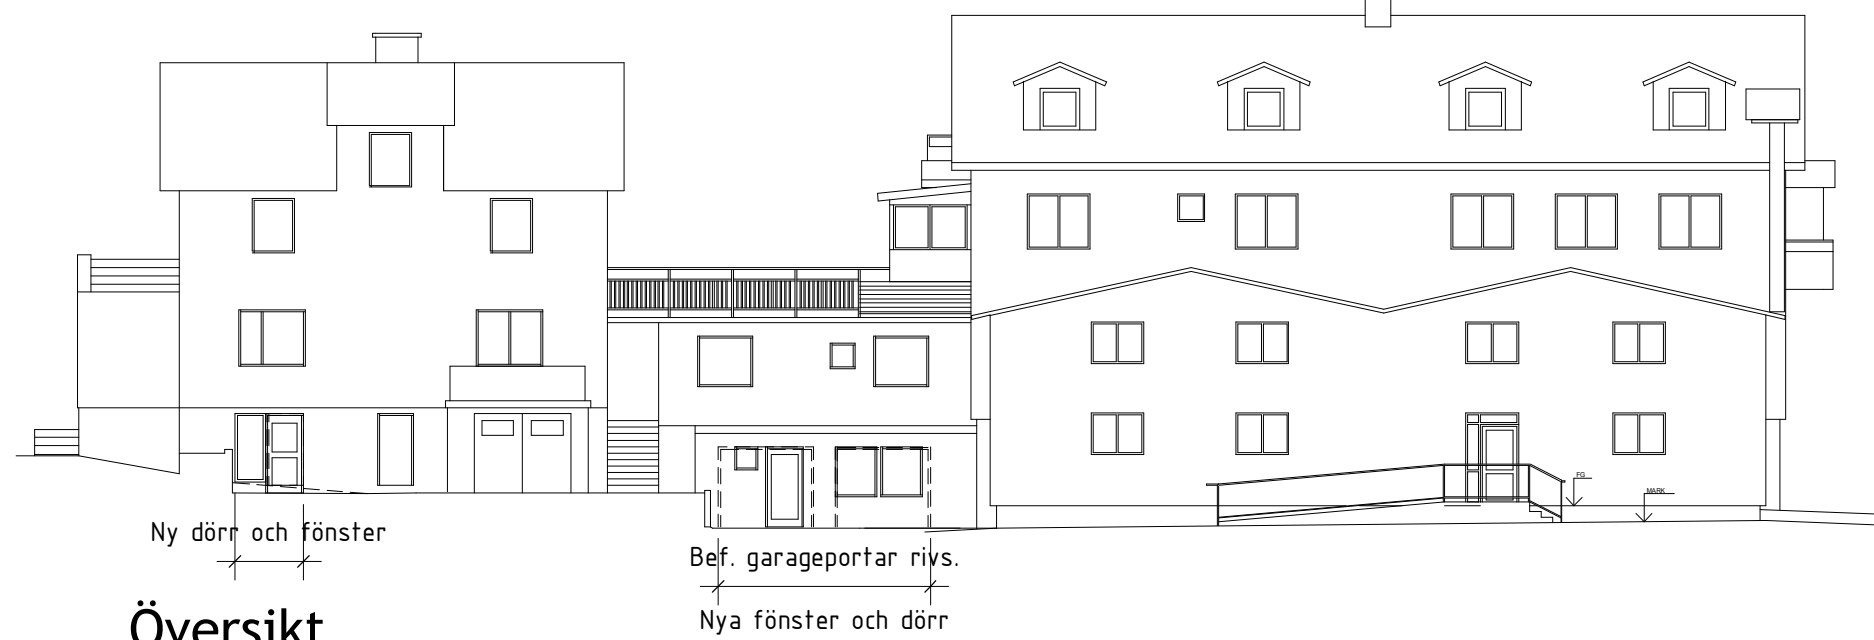 FG
MARK
Ny dörr och fönster
Bef. garageportar rivs.
Nya fönster och dörr
Översikt